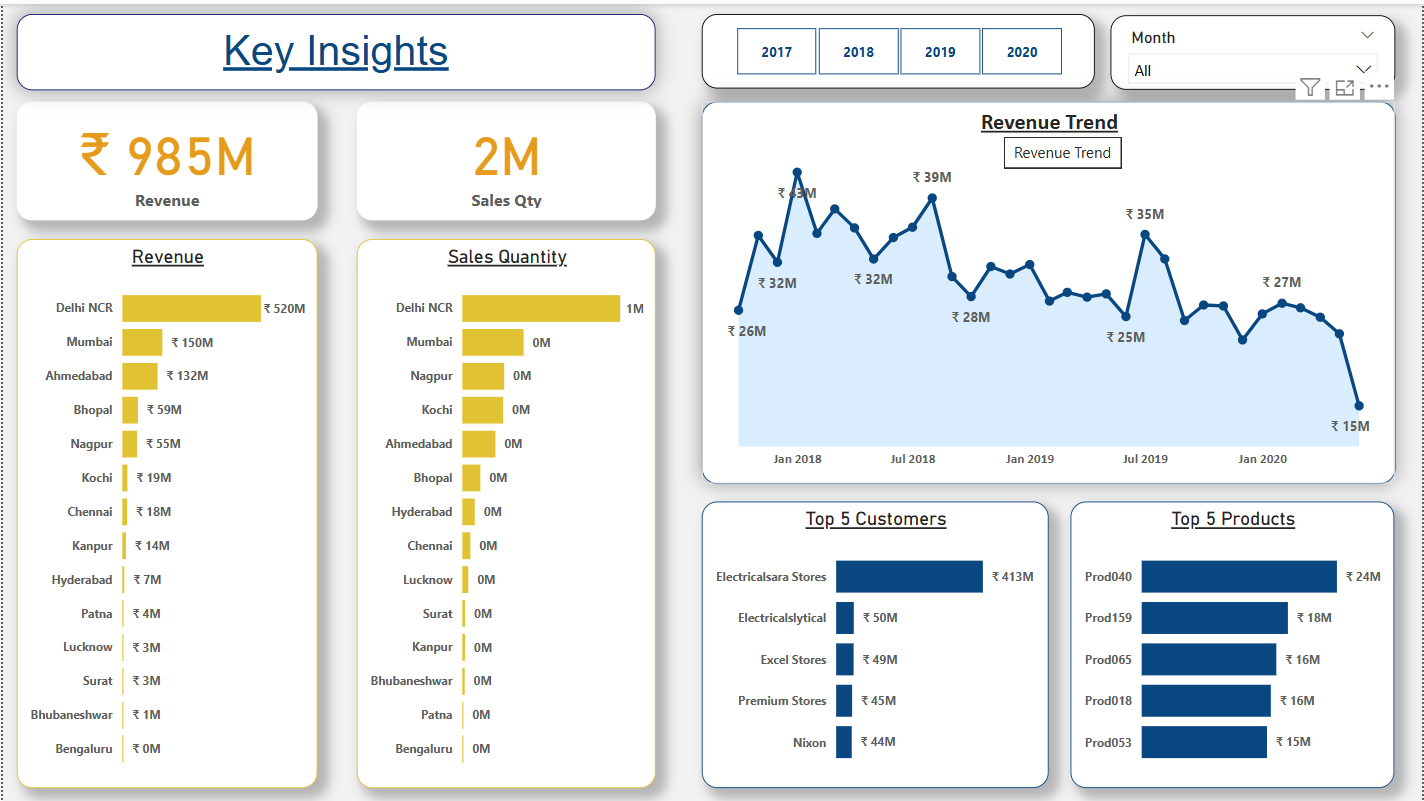 Key Insights
2017 2018 2019 2020
Month
All
₹ 985M
Revenue
2M
Sales Qty
Revenue
Delhi NCR ₹ 520M
Mumbai ₹ 150M
Ahmedabad ₹ 132M
Bhopal ₹ 59M
Nagpur ₹ 55M
Kochi ₹ 19M
Chennai ₹ 18M
Kanpur ₹ 14M
Hyderabad ₹ 7M
Patna ₹ 4M
Lucknow ₹ 3M
Surat ₹ 3M
Bhubaneshwar ₹ 1M
Bengaluru ₹ 0M
Sales Quantity
Delhi NCR 1M
Mumbai 0M
Nagpur 0M
Kochi 0M
Ahmedabad 0M
Bhopal 0M
Hyderabad 0M
Chennai 0M
Lucknow 0M
Surat 0M
Kanpur 0M
Bhubaneshwar 0M
Patna 0M
Bengaluru 0M
Revenue Trend
Revenue Trend
₹ 26M
₹ 32M
₹ 43M
₹ 32M
₹ 39M
₹ 28M
₹ 25M
₹ 35M
₹ 27M
₹ 15M
Jan 2018 Jul 2018 Jan 2019 Jul 2019 Jan 2020
Top 5 Customers
Electricalsara Stores ₹ 413M
Electricalslytical ₹ 50M
Excel Stores ₹ 49M
Premium Stores ₹ 45M
Nixon ₹ 44M
Top 5 Products
Prod040 ₹ 24M
Prod159 ₹ 18M
Prod065 ₹ 16M
Prod018 ₹ 16M
Prod053 ₹ 15M